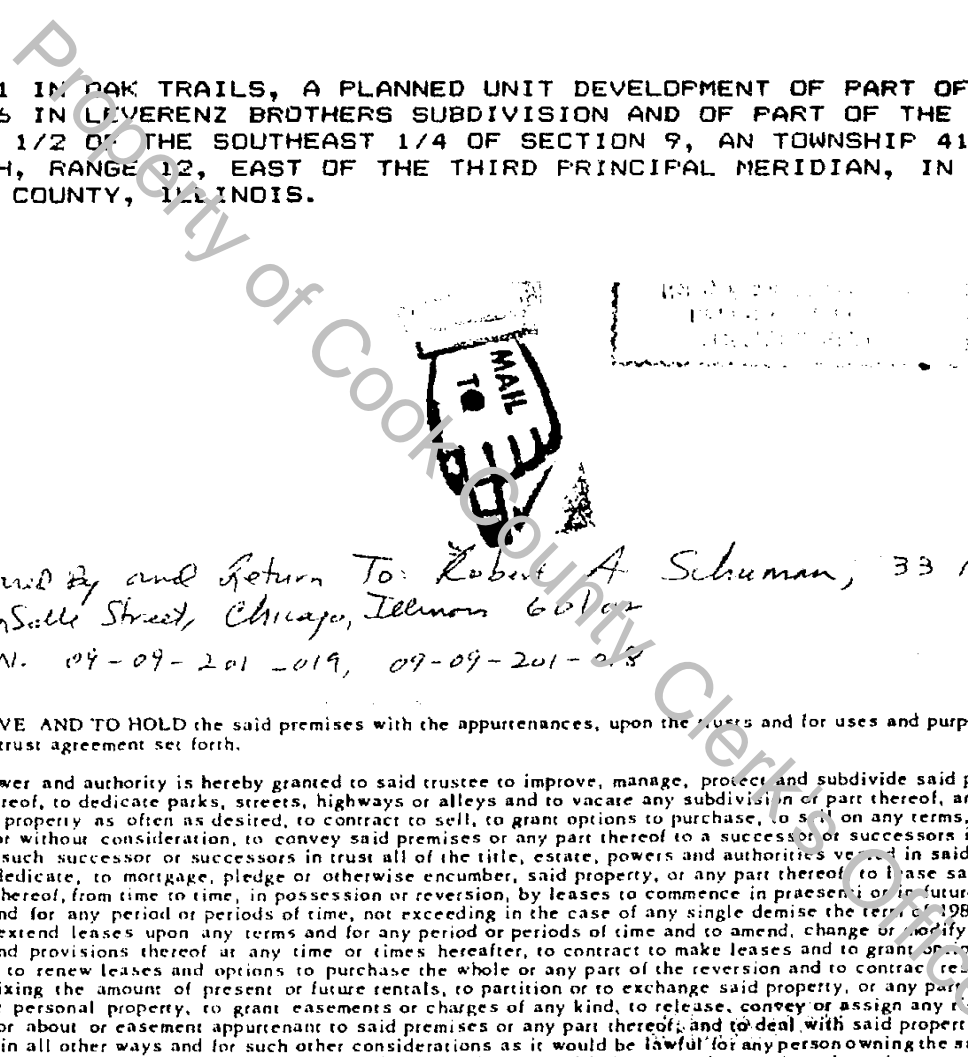 1 IN OAK TRAILS, A PLANNED UNIT DEVELOPMENT OF PART OF
6 IN LEVERENZ BROTHERS SUBDIVISION AND OF PART OF THE
1/2 OF THE SOUTHEAST 1/4 OF SECTION 9, AN TOWNSHIP 41
H, RANGE 12, EAST OF THE THIRD PRINCIPAL MERIDIAN, IN
COUNTY, ILLINOIS.
MAIL
TO
By and Return To: Robert A Schuman, 33 N
Salle Street, Chicago, Illinois 60602
N. 09-09-201-019, 09-09-201-018
VE AND TO HOLD the said premises with the appurtenances, upon the trusts and for uses and purp
trust agreement set forth.
wer and authority is hereby granted to said trustee to improve, manage, protect and subdivide said p
reof, to dedicate parks, streets, highways or alleys and to vacate any subdivision or part thereof, an
property as often as desired, to contract to sell, to grant options to purchase, to sell on any terms,
or without consideration, to convey said premises or any part thereof to a successor or successors i
such successor or successors in trust all of the title, estate, powers and authorities vested in said
dedicate, to mortgage, pledge or otherwise encumber, said property, or any part thereof, to lease sa
hereof, from time to time, in possession or reversion, by leases to commence in praesenti or in futur
nd for any period or periods of time, not exceeding in the case of any single demise the term of 198
extend leases upon any terms and for any period or periods of time and to amend, change or modify
nd provisions thereof at any time or times hereafter, to contract to make leases and to grant options
to renew leases and options to purchase the whole or any part of the reversion and to contract res
ixing the amount of present or future rentals, to partition or to exchange said property, or any part
personal property, to grant easements or charges of any kind, to release, convey or assign any r
or about or easement appurtenant to said premises or any part thereof, and to deal with said propert
in all other ways and for such other considerations as it would be lawful for any person owning the sa
Property of Cook County Clerk's Office